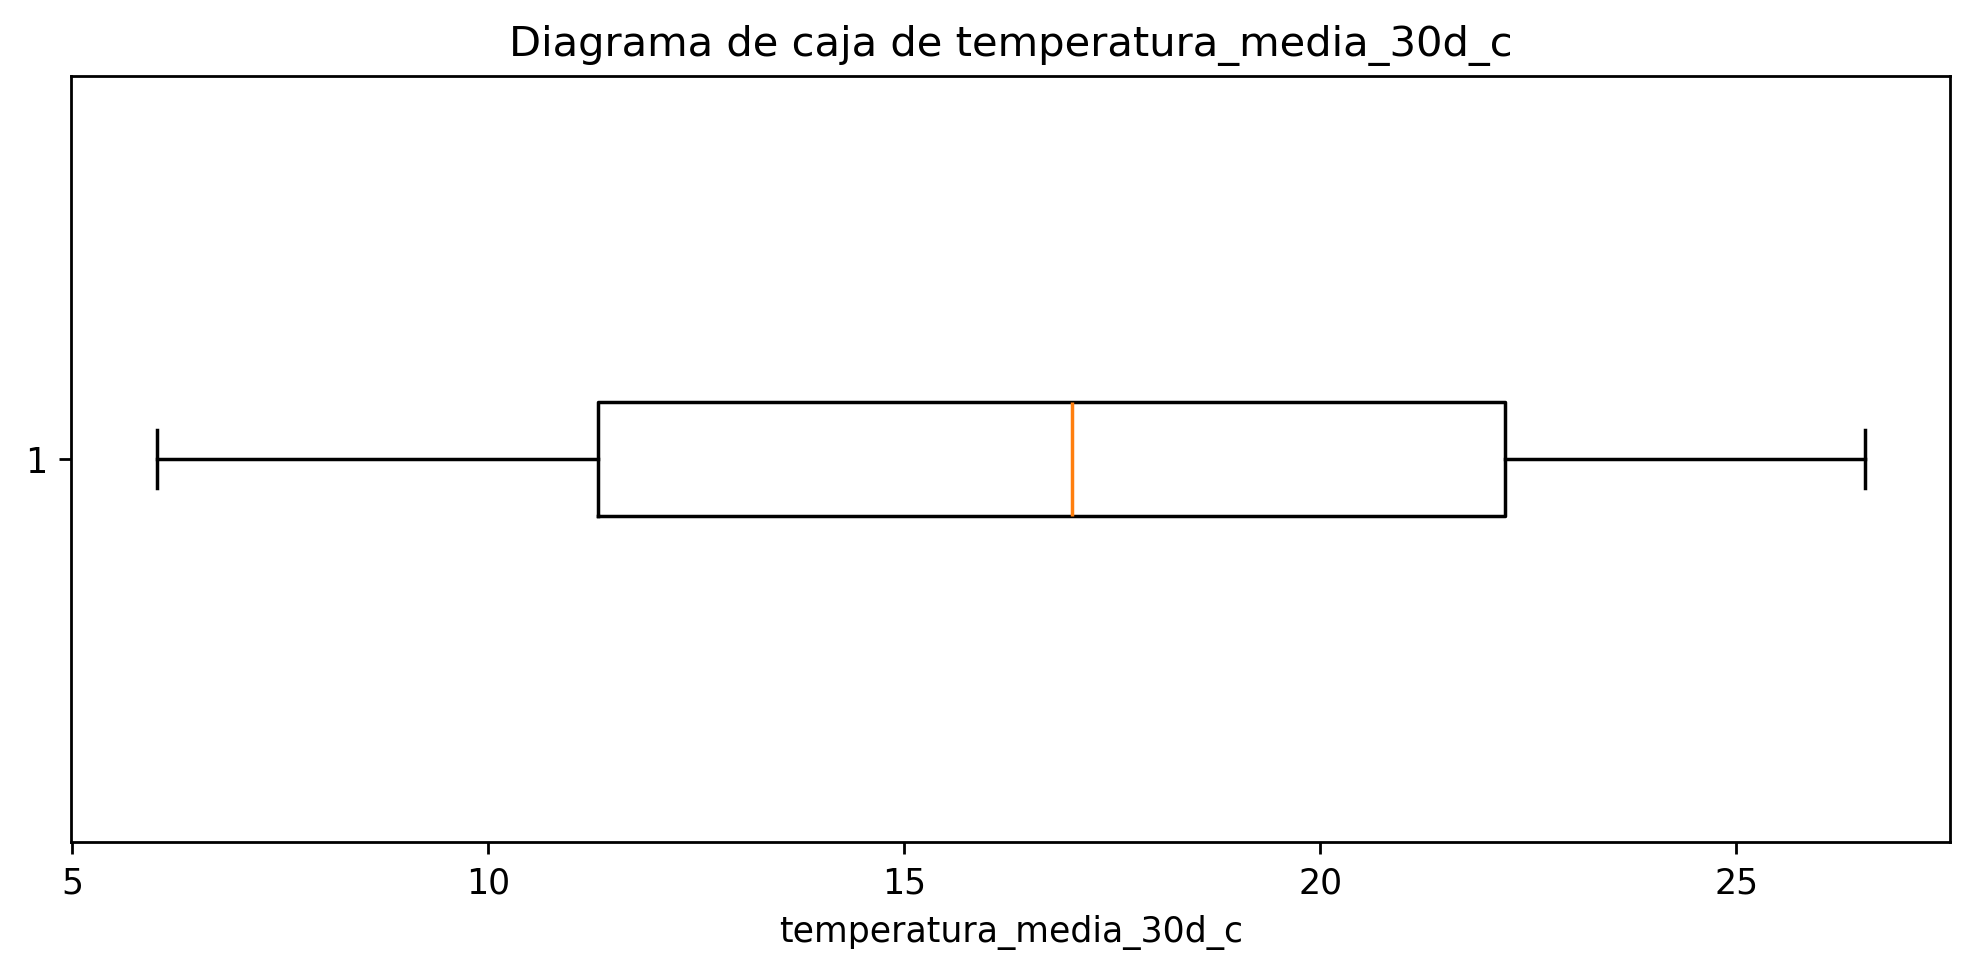 Diagrama de caja de temperatura_media_30d_c
1
5 10 15 20 25
temperatura_media_30d_c